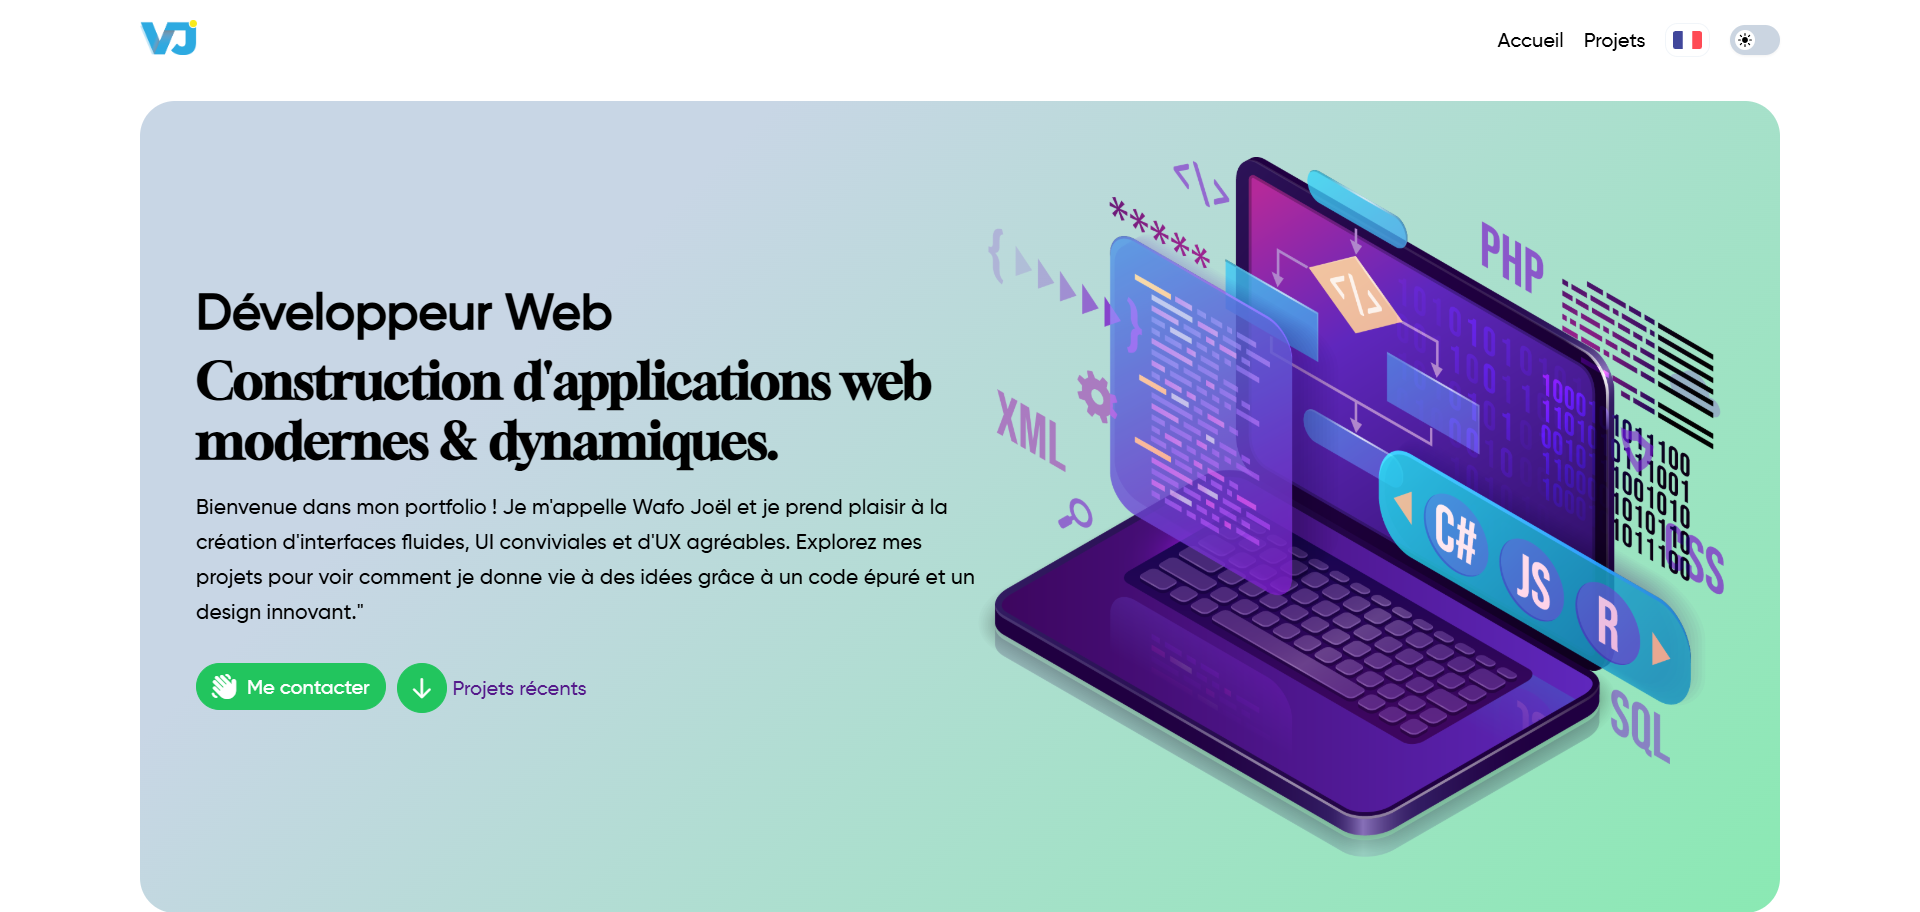 VJ
Accueil Projets
Développeur Web
Construction d'applications web
modernes & dynamiques.
Bienvenue dans mon portfolio ! Je m'appelle Wafo Joël et je prend plaisir à la
création d'interfaces fluides, UI conviviales et d'UX agréables. Explorez mes
projets pour voir comment je donne vie à des idées grâce à un code épuré et un
design innovant."
Me contacter
Projets récents
</>
*****
{
}
PHP
</>
XML
C#
JS
R
CSS
SQL